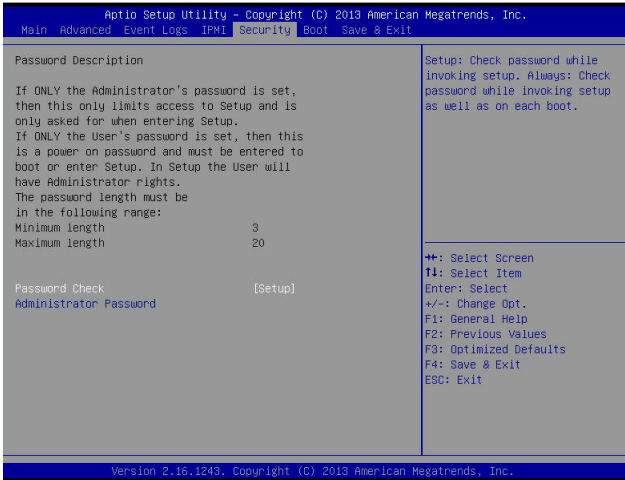 Aptio Setup Utility – Copyright (C) 2013 American Megatrends, Inc.
Main Advanced Event Logs IPMI Security Boot Save & Exit
Password Description
If ONLY the Administrator's password is set,
then this only limits access to Setup and is
only asked for when entering Setup.
If ONLY the User's password is set, then this
is a power on password and must be entered to
boot or enter Setup. In Setup the User will
have Administrator rights.
The password length must be
in the following range:
Minimum length 3
Maximum length 20
Password Check [Setup]
Administrator Password
Setup: Check password while
invoking setup. Always: Check
password while invoking setup
as well as on each boot.
→←: Select Screen
↑↓: Select Item
Enter: Select
+/-: Change Opt.
F1: General Help
F2: Previous Values
F3: Optimized Defaults
F4: Save & Exit
ESC: Exit
Version 2.16.1243. Copyright (C) 2013 American Megatrends, Inc.